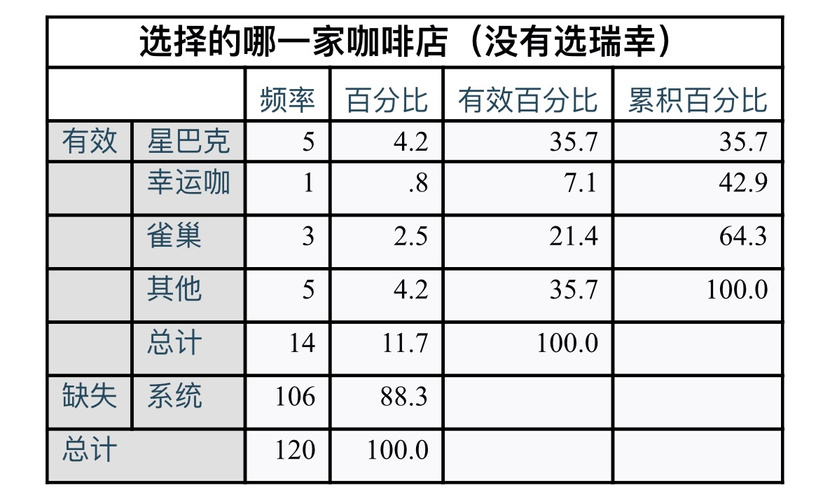 选择的哪一家咖啡店（没有选瑞幸）
频率 百分比 有效百分比 累积百分比
有效 星巴克 5 4.2 35.7 35.7
幸运咖 1 .8 7.1 42.9
雀巢 3 2.5 21.4 64.3
其他 5 4.2 35.7 100.0
总计 14 11.7 100.0
缺失 系统 106 88.3
总计 120 100.0